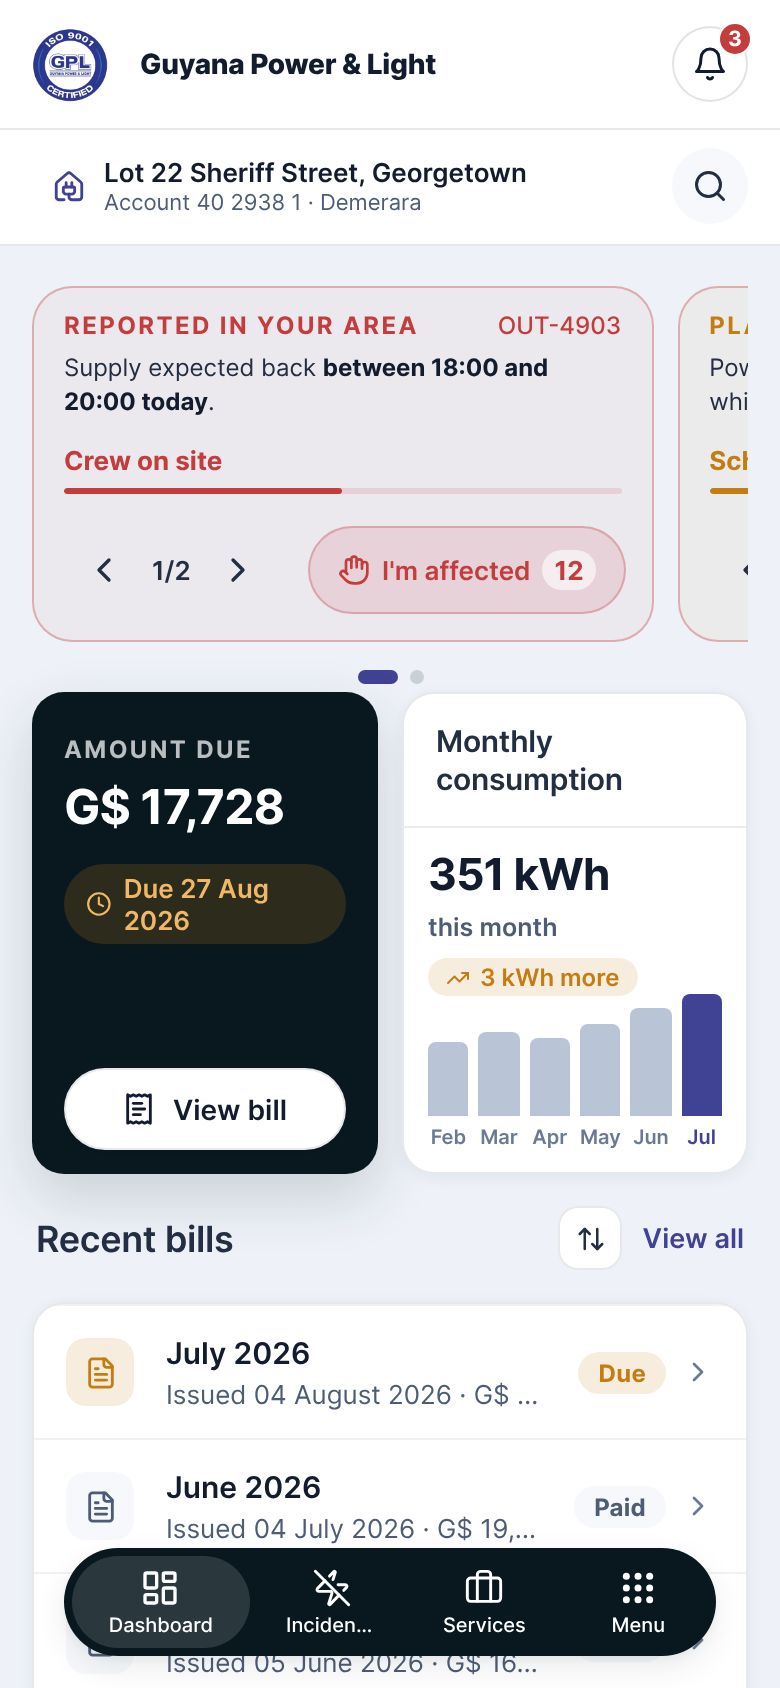 ISO 9001
GPL
GUYANA POWER & LIGHT
CERTIFIED
Guyana Power & Light
3
Lot 22 Sheriff Street, Georgetown
Account 40 2938 1 · Demerara
REPORTED IN YOUR AREA
OUT-4903
Supply expected back between 18:00 and
20:00 today.
Crew on site
1/2
I'm affected
12
AMOUNT DUE
G$ 17,728
Due 27 Aug
2026
View bill
Monthly
consumption
351 kWh
this month
3 kWh more
Feb Mar Apr May Jun Jul
Recent bills
View all
July 2026
Issued 04 August 2026 · G$ ...
Due
June 2026
Issued 04 July 2026 · G$ 19,...
Paid
Dashboard
Inciden...
Services
Menu
Issued 05 June 2026 · G$ 16...